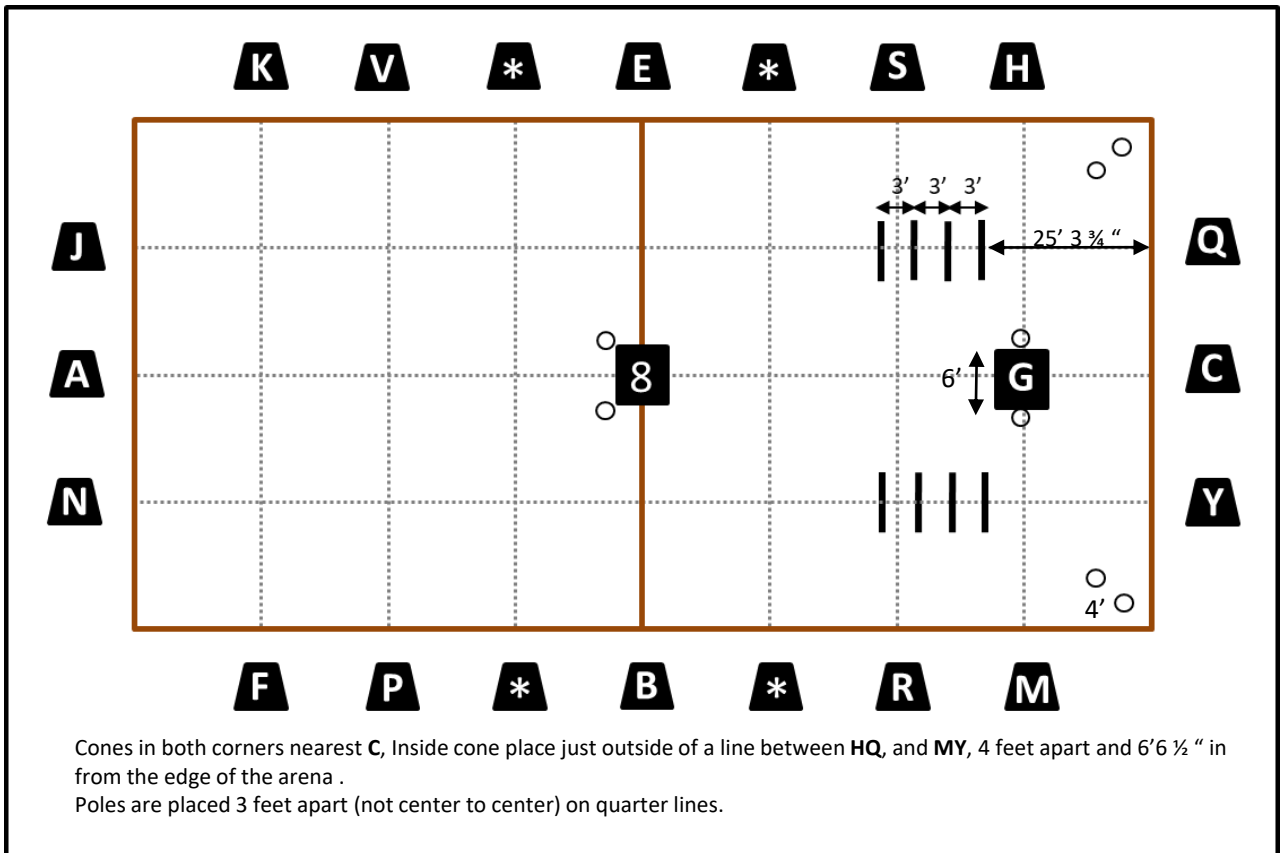 K V * E * S H
3’ 3’ 3’
J 25’ 3 ¾ “ Q
A 8 6’ G C
N Y
4’
F P * B * R M
Cones in both corners nearest C, Inside cone place just outside of a line between HQ, and MY, 4 feet apart and 6’6 ½ “ in
from the edge of the arena .
Poles are placed 3 feet apart (not center to center) on quarter lines.